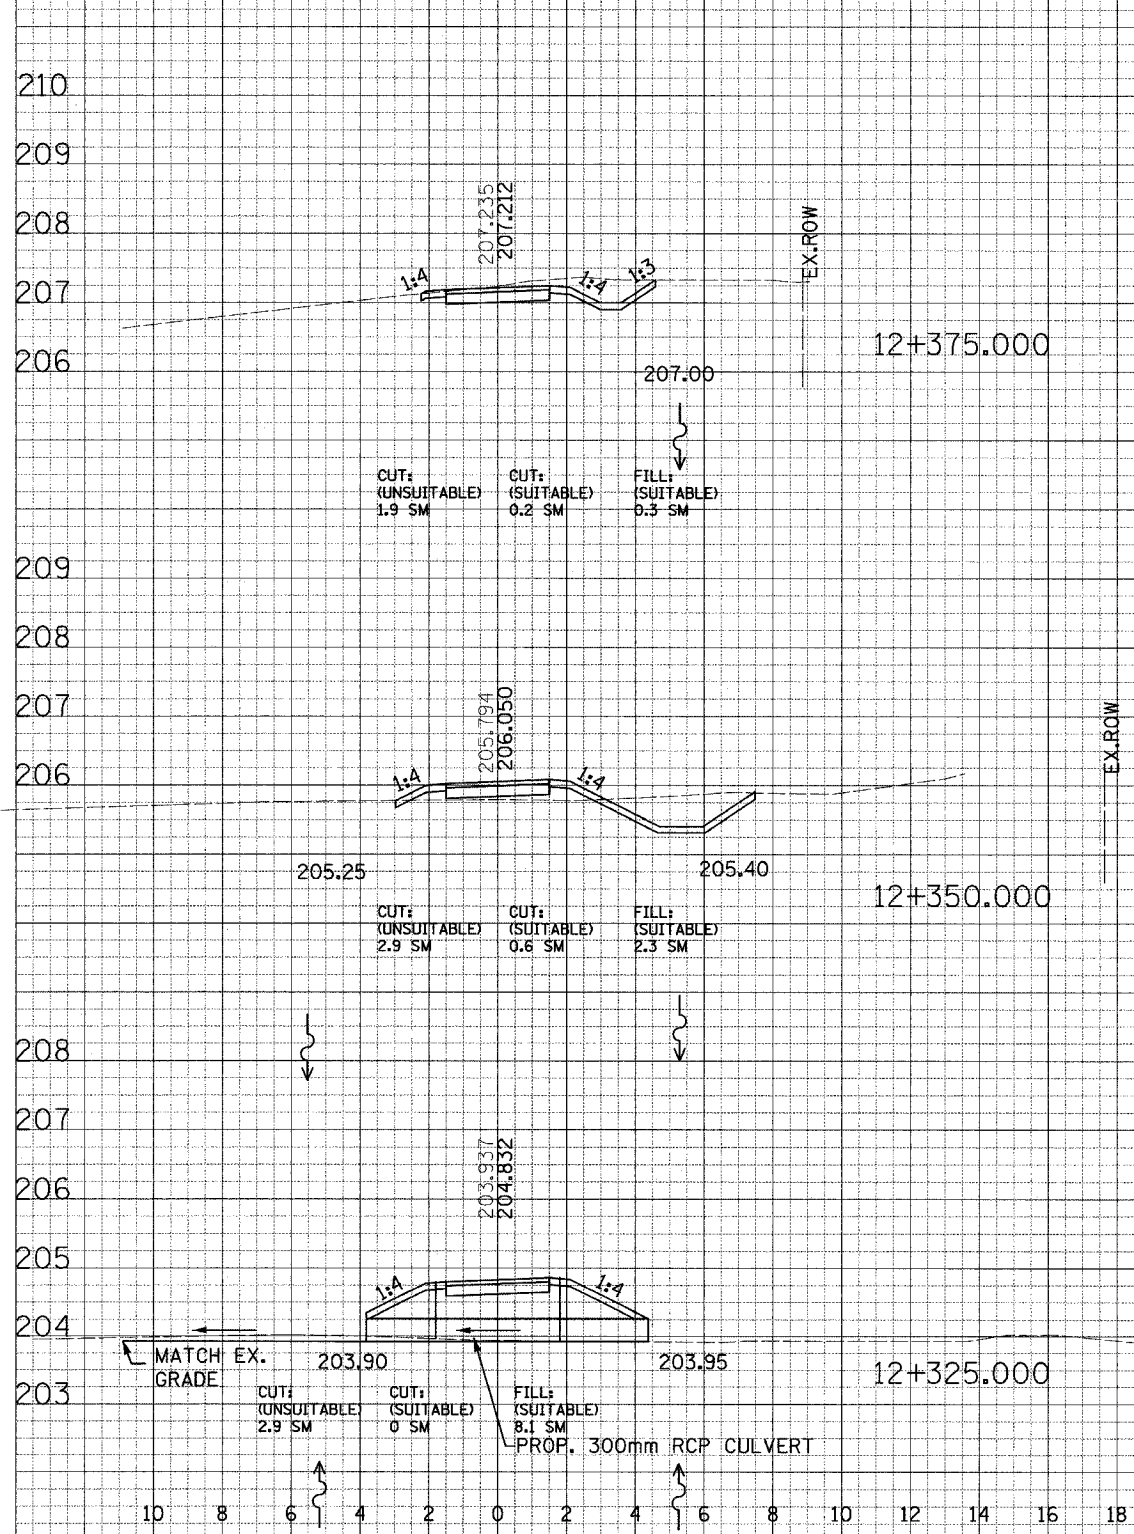 210
209
208
207
206
207.235
207.212
1:4
1:4
1:3
EX.ROW
12+375.000
207.00
CUT:
(UNSUITABLE)
1.9 SM
CUT:
(SUITABLE)
0.2 SM
FILL:
(SUITABLE)
0.3 SM
209
208
207
206
205.794
206.050
1:4
1:4
EX.ROW
205.25
205.40
12+350.000
CUT:
(UNSUITABLE)
2.9 SM
CUT:
(SUITABLE)
0.6 SM
FILL:
(SUITABLE)
2.3 SM
208
207
206
205
204
203
203.937
204.832
1:4
1:4
MATCH EX.
GRADE
203.90
203.95
12+325.000
CUT:
(UNSUITABLE)
2.9 SM
CUT:
(SUITABLE)
0 SM
FILL:
(SUITABLE)
8.1 SM
PROP. 300mm RCP CULVERT
10 8 6 4 2 0 2 4 6 8 10 12 14 16 18